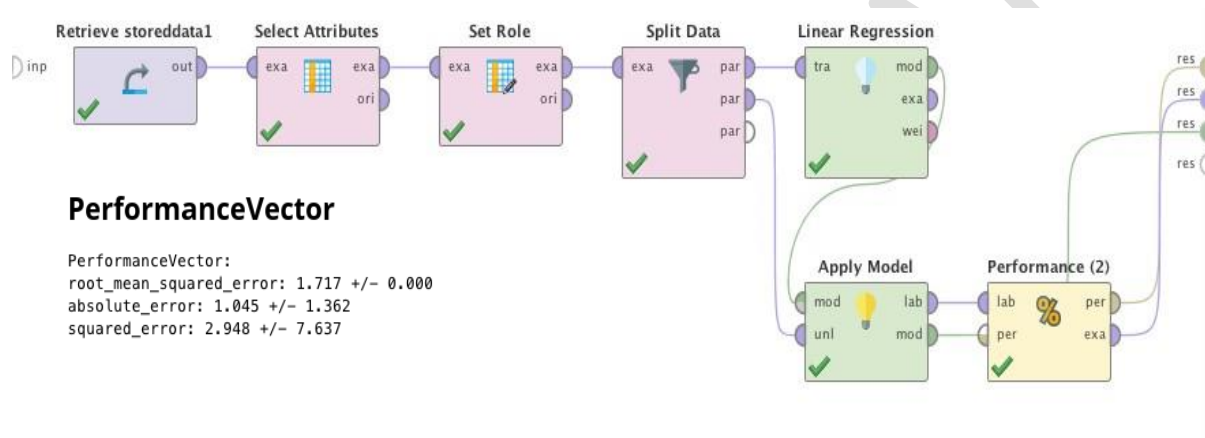 Retrieve storeddata1
Select Attributes
Set Role
Split Data
Linear Regression
inp
out
exa
exa
ori
exa
exa
ori
exa
par
par
par
tra
mod
exa
wei
res
res
res
res
PerformanceVector
PerformanceVector:
root_mean_squared_error: 1.717 +/- 0.000
absolute_error: 1.045 +/- 1.362
squared_error: 2.948 +/- 7.637
Apply Model
Performance (2)
mod
lab
unl
mod
lab
per
per
exa
%